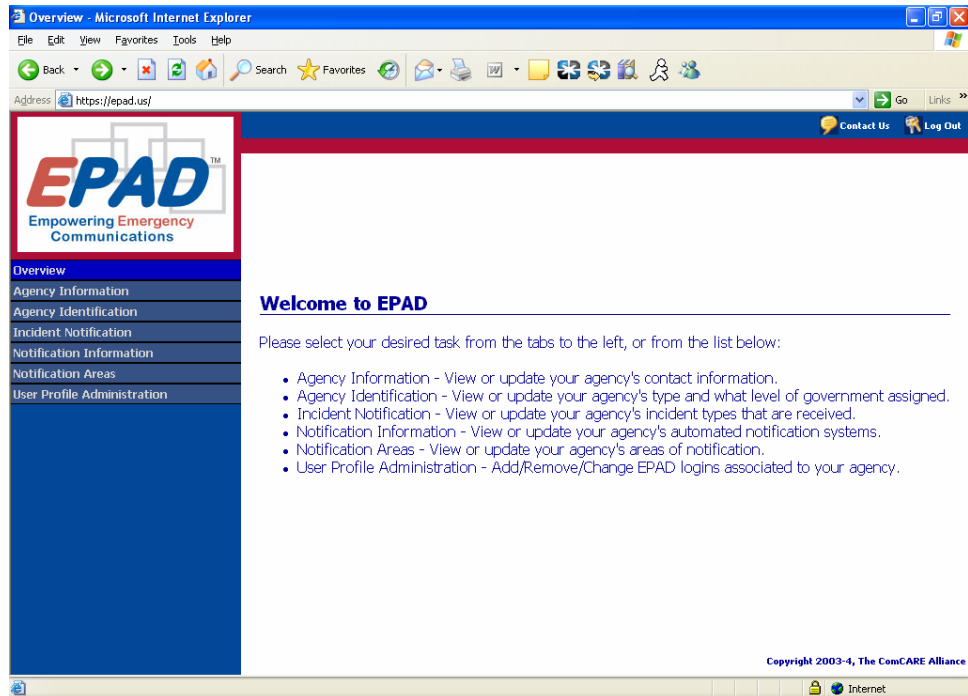 Overview - Microsoft Internet Explorer
File Edit View Favorites Tools Help
Back Search Favorites
Address https://epad.us/ Go Links »
Contact Us Log Out
EPAD™
Empowering Emergency
Communications
Overview
Agency Information
Agency Identification
Incident Notification
Notification Information
Notification Areas
User Profile Administration
Welcome to EPAD
Please select your desired task from the tabs to the left, or from the list below:
• Agency Information - View or update your agency's contact information.
• Agency Identification - View or update your agency's type and what level of government assigned.
• Incident Notification - View or update your agency's incident types that are received.
• Notification Information - View or update your agency's automated notification systems.
• Notification Areas - View or update your agency's areas of notification.
• User Profile Administration - Add/Remove/Change EPAD logins associated to your agency.
Copyright 2003-4, The ComCARE Alliance
Internet